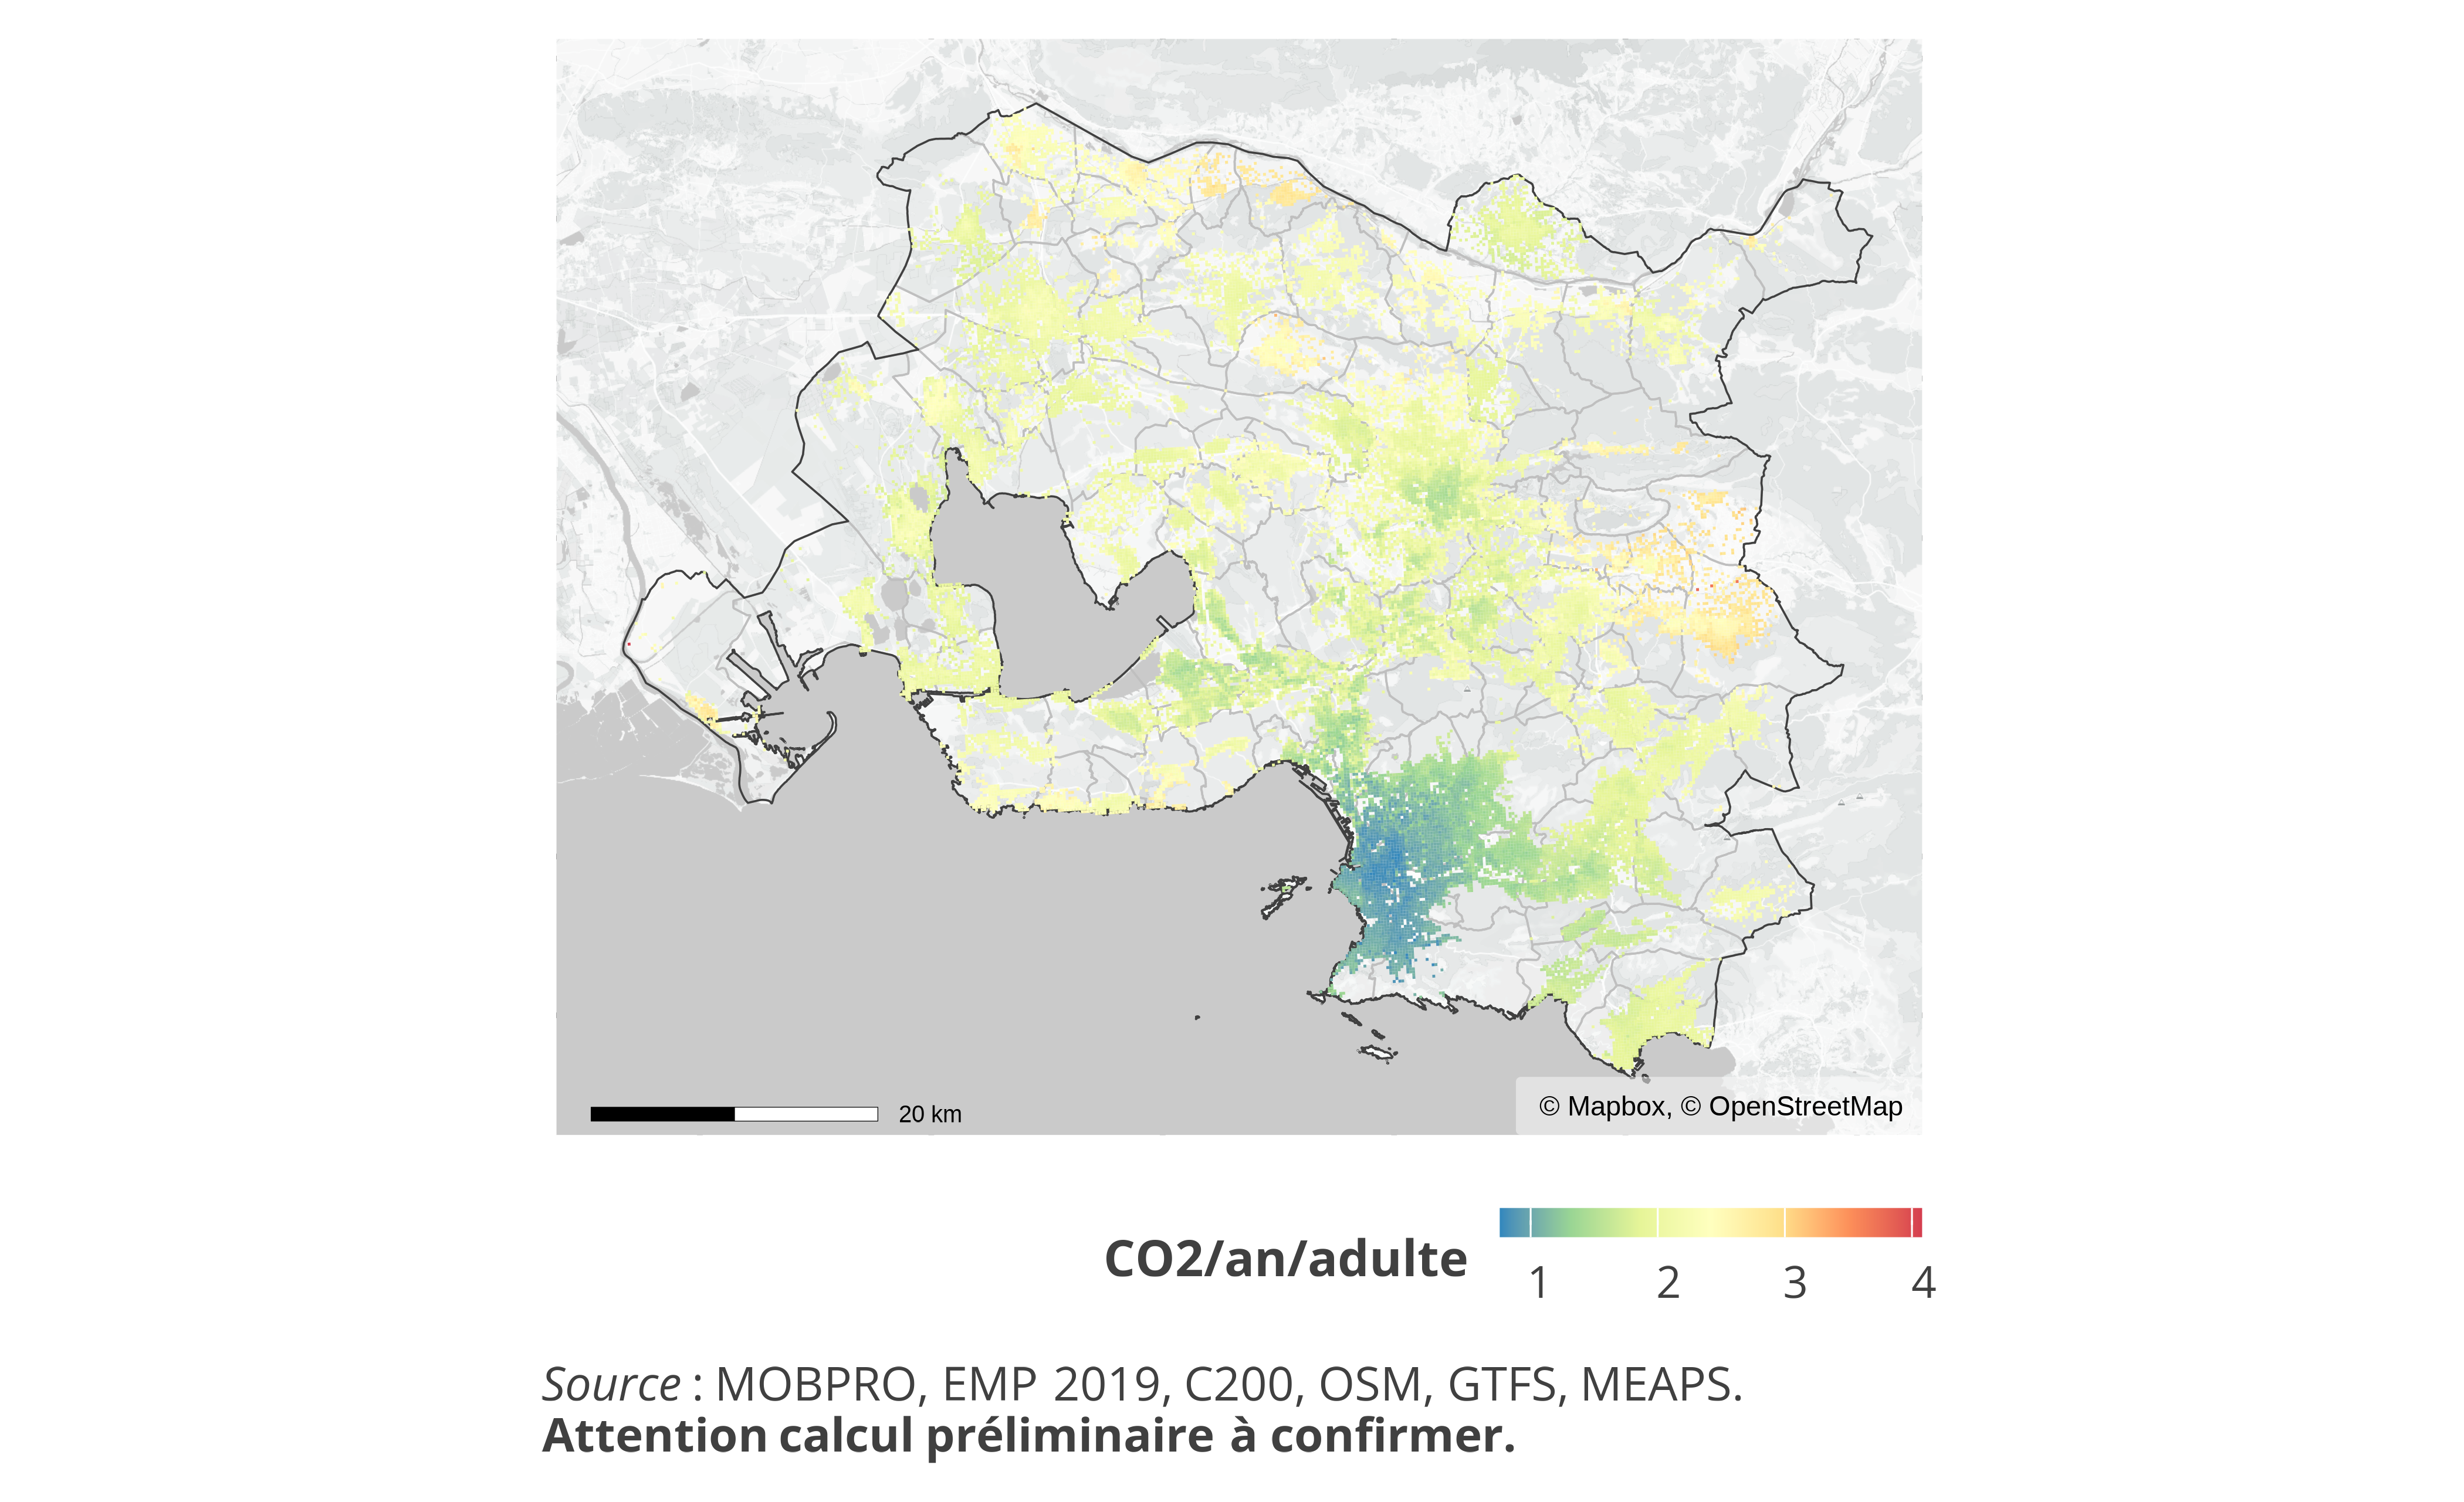 20 km
© Mapbox, © OpenStreetMap
CO2/an/adulte
1 2 3 4
Source : MOBPRO, EMP 2019, C200, OSM, GTFS, MEAPS.
Attention calcul préliminaire à confirmer.